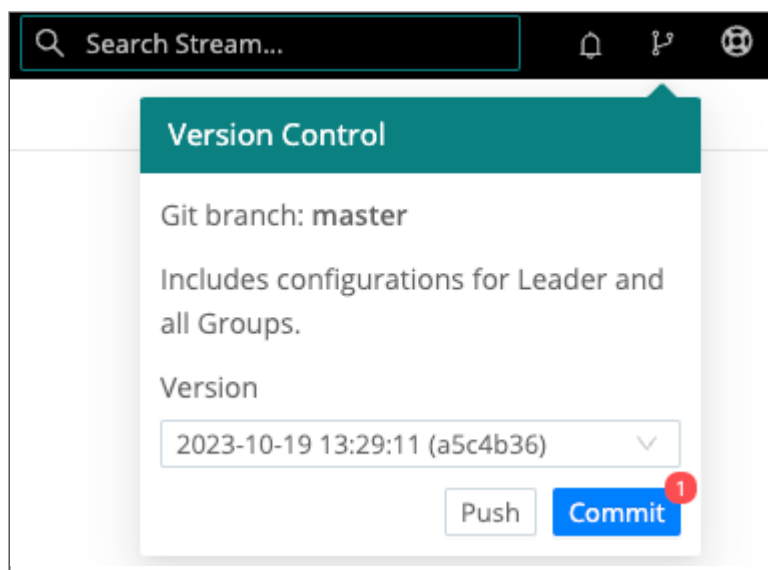 Search Stream...
Version Control
Git branch: master
Includes configurations for Leader and
all Groups.
Version
2023-10-19 13:29:11 (a5c4b36)
Push
Commit
1